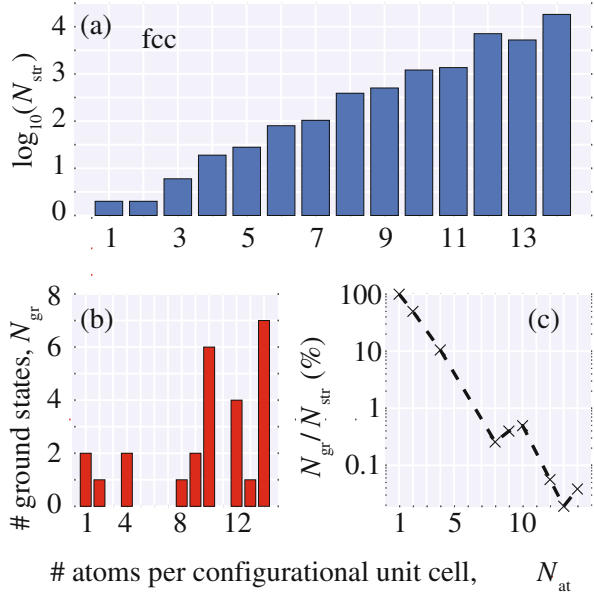 (a) fcc
log10(Nstr)
4
3
2
1
0
1 3 5 7 9 11 13
(b)
# ground states, Ngr
8
6
4
2
0
1 4 8 12
(c)
Ngr/Nstr (%)
100
10
1
0.1
1 5 10
# atoms per configurational unit cell, Nat